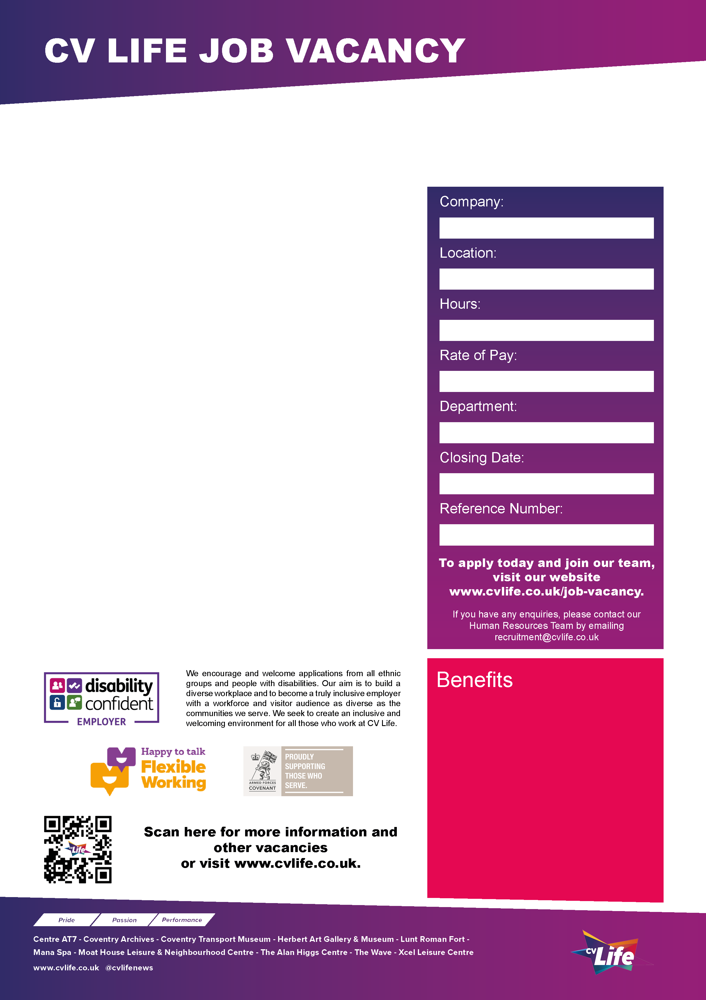 CV LIFE JOB VACANCY
Company:
Location:
Hours:
Rate of Pay:
Department:
Closing Date:
Reference Number:
To apply today and join our team,
visit our website
www.cvlife.co.uk/job-vacancy.
If you have any enquiries, please contact our
Human Resources Team by emailing
recruitment@cvlife.co.uk
disability
confident
EMPLOYER
We encourage and welcome applications from all ethnic
groups and people with disabilities. Our aim is to build a
diverse workplace and to become a truly inclusive employer
with a workforce and visitor audience as diverse as the
communities we serve. We seek to create an inclusive and
welcoming environment for all those who work at CV Life.
Benefits
Happy to talk
Flexible
Working
ARMED FORCES
COVENANT
PROUDLY
SUPPORTING
THOSE WHO
SERVE.
CV Life
Scan here for more information and
other vacancies
or visit www.cvlife.co.uk.
Pride Passion Performance
Centre AT7 - Coventry Archives - Coventry Transport Museum - Herbert Art Gallery & Museum - Lunt Roman Fort -
Mana Spa - Moat House Leisure & Neighbourhood Centre - The Alan Higgs Centre - The Wave - Xcel Leisure Centre
www.cvlife.co.uk @cvlifenews
CV Life